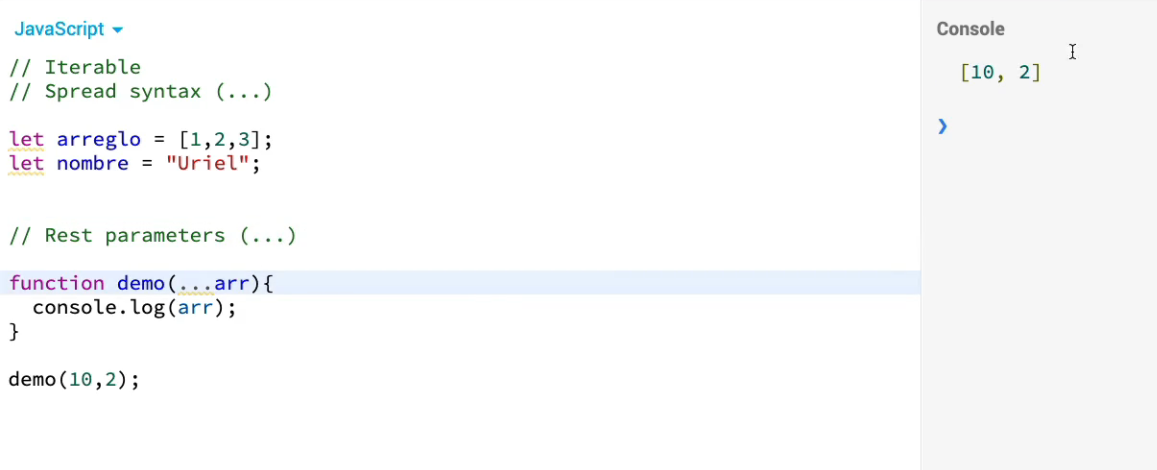 JavaScript
// Iterable
// Spread syntax (...)
let arreglo = [1,2,3];
let nombre = "Uriel";
// Rest parameters (...)
function demo(...arr){
  console.log(arr);
}
demo(10,2);
Console
[10, 2]
❯